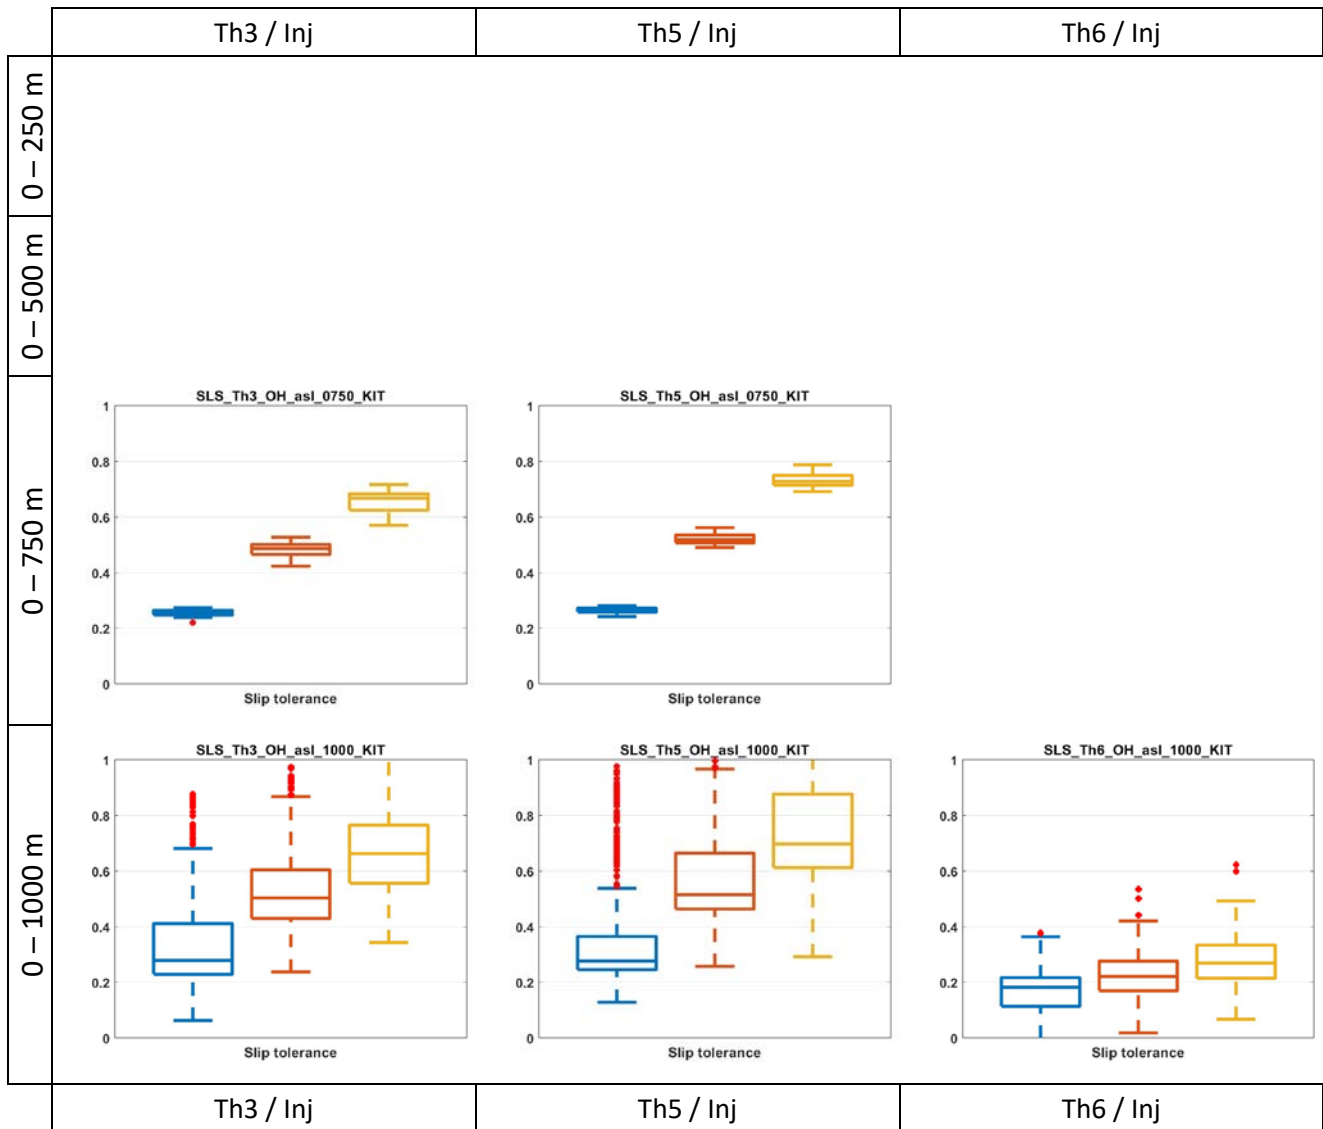 Th3 / Inj
Th5 / Inj
Th6 / Inj
0 – 250 m
0 – 500 m
0 – 750 m
SLS_Th3_OH_asl_0750_KIT
1
0.8
0.6
0.4
0.2
0
Slip tolerance
SLS_Th5_OH_asl_0750_KIT
1
0.8
0.6
0.4
0.2
0
Slip tolerance
0 – 1000 m
SLS_Th3_OH_asl_1000_KIT
1
0.8
0.6
0.4
0.2
0
Slip tolerance
SLS_Th5_OH_asl_1000_KIT
1
0.8
0.6
0.4
0.2
0
Slip tolerance
SLS_Th6_OH_asl_1000_KIT
1
0.8
0.6
0.4
0.2
0
Slip tolerance
Th3 / Inj
Th5 / Inj
Th6 / Inj